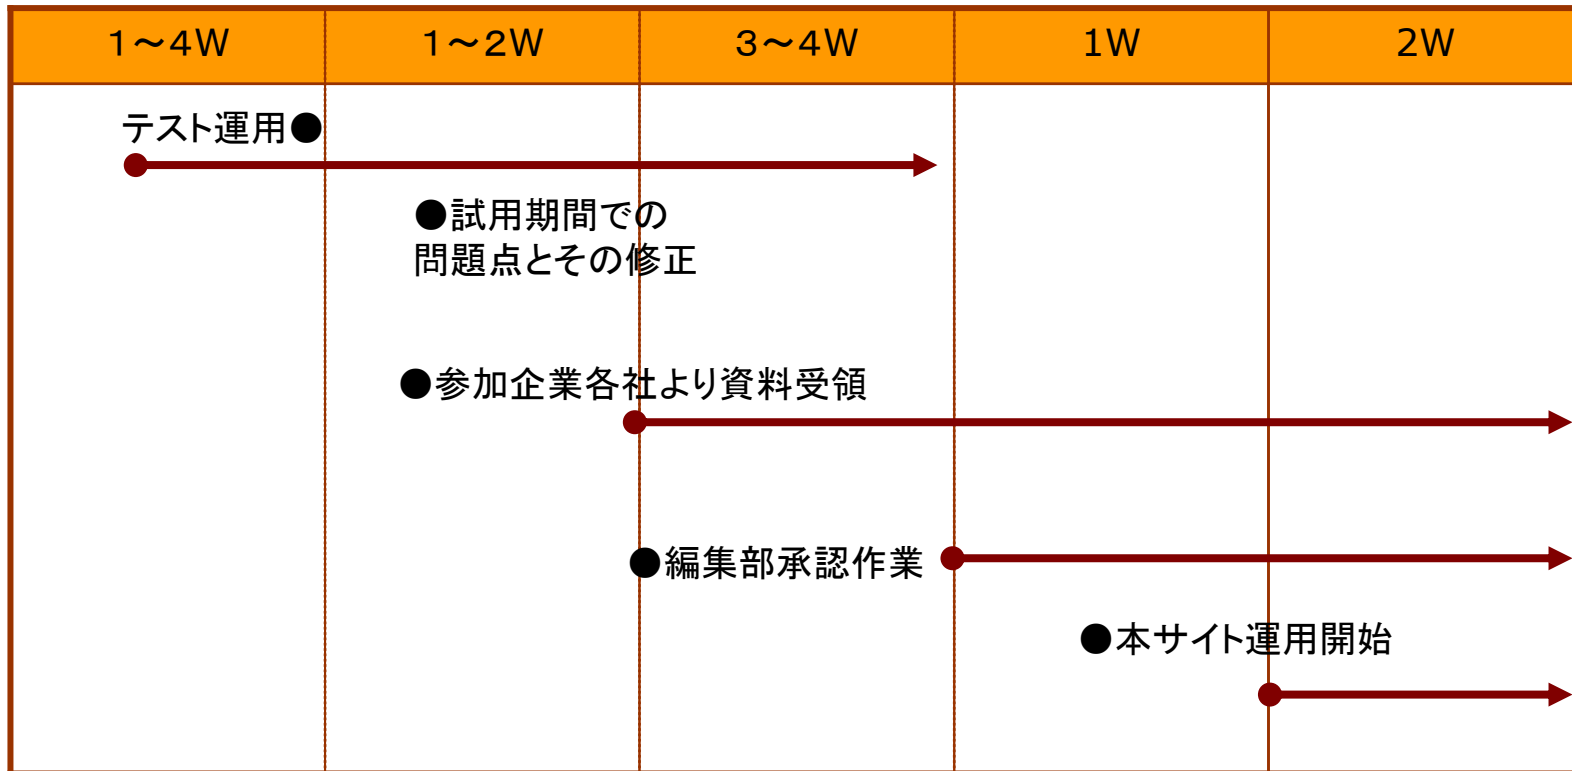 1～4W
1～2W
3～4W
1W
2W
テスト運用●
●試用期間での
問題点とその修正
●参加企業各社より資料受領
●編集部承認作業
●本サイト運用開始